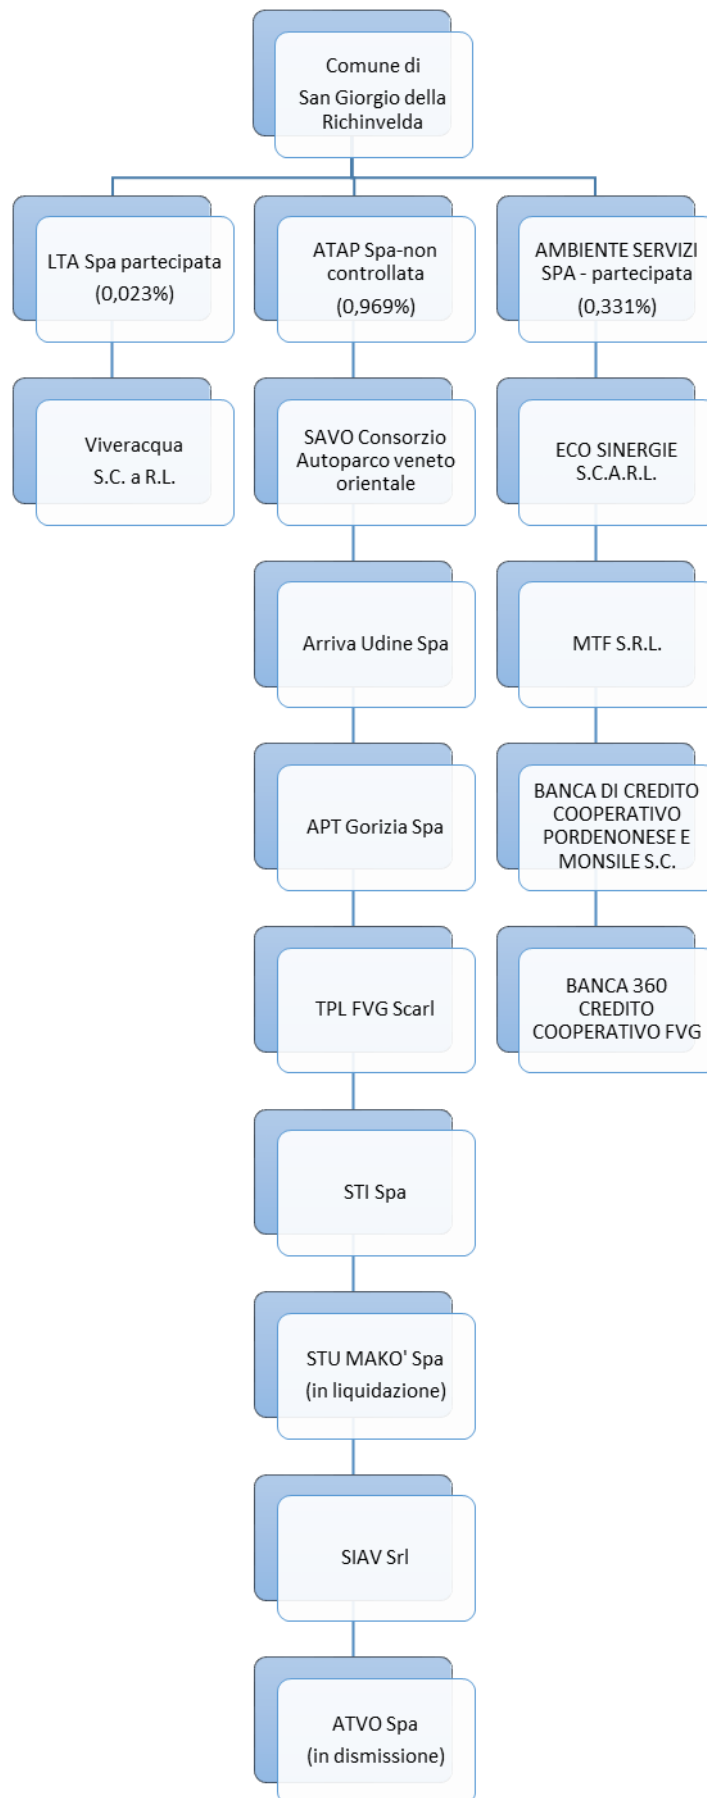 Comune di
San Giorgio della
Richinvelda
LTA Spa partecipata
(0,023%)
ATAP Spa-non
controllata
(0,969%)
AMBIENTE SERVIZI
SPA - partecipata
(0,331%)
Viveracqua
S.C. a R.L.
SAVO Consorzio
Autoparco veneto
orientale
ECO SINERGIE
S.C.A.R.L.
Arriva Udine Spa
MTF S.R.L.
APT Gorizia Spa
BANCA DI CREDITO
COOPERATIVO
PORDENONESE E
MONSILE S.C.
TPL FVG Scarl
BANCA 360
CREDITO
COOPERATIVO FVG
STI Spa
STU MAKO' Spa
(in liquidazione)
SIAV Srl
ATVO Spa
(in dismissione)